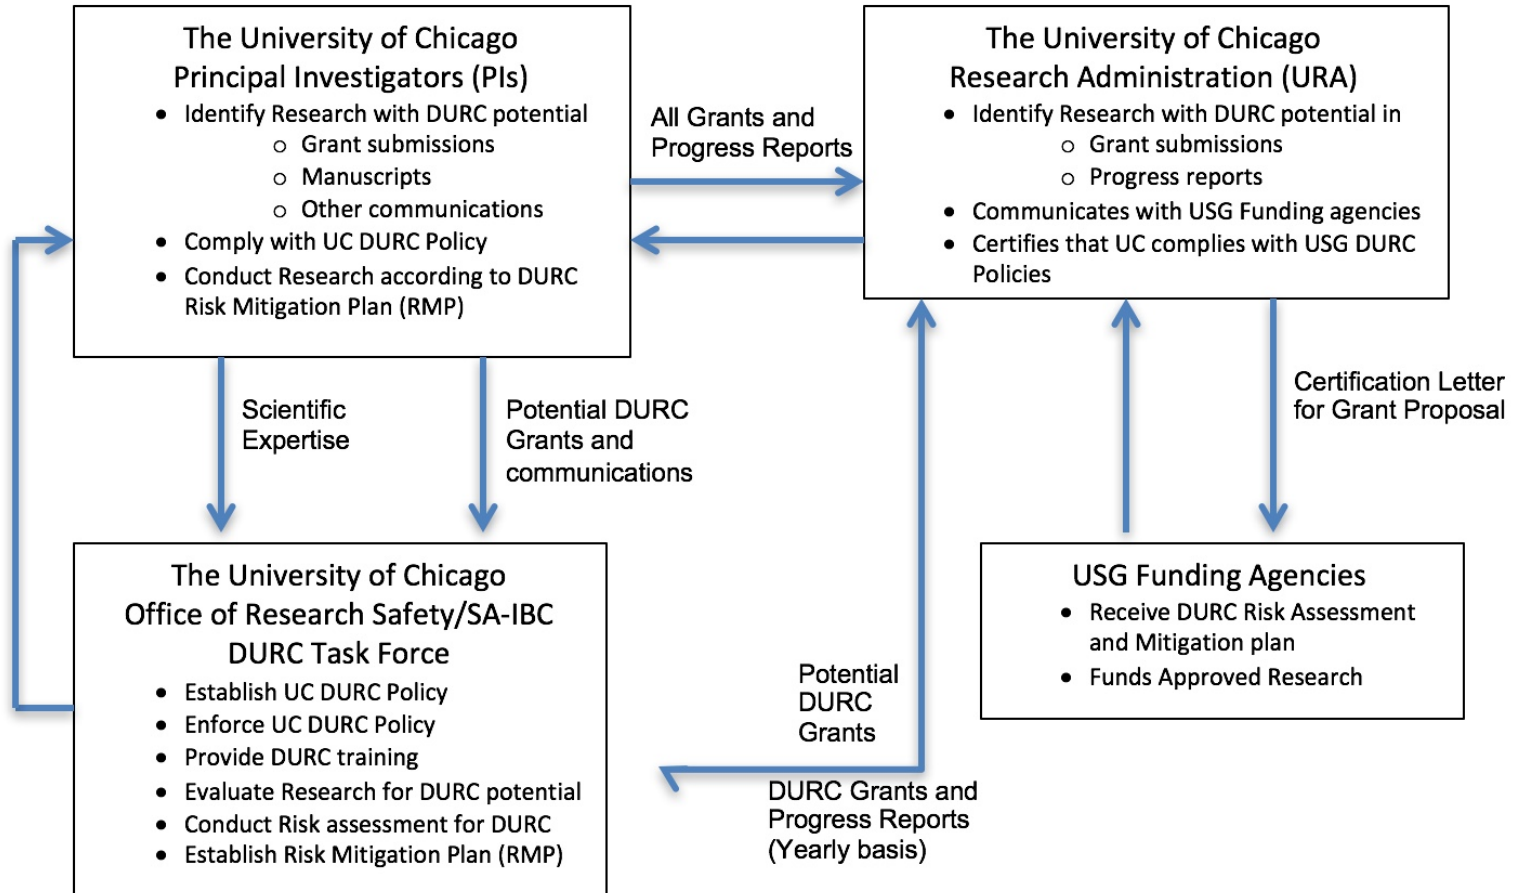 The University of Chicago
Principal Investigators (PIs)
• Identify Research with DURC potential
o Grant submissions
o Manuscripts
o Other communications
• Comply with UC DURC Policy
• Conduct Research according to DURC
Risk Mitigation Plan (RMP)
All Grants and
Progress Reports
The University of Chicago
Research Administration (URA)
• Identify Research with DURC potential in
o Grant submissions
o Progress reports
• Communicates with USG Funding agencies
• Certifies that UC complies with USG DURC
Policies
Scientific
Expertise
Potential DURC
Grants and
communications
Certification Letter
for Grant Proposal
The University of Chicago
Office of Research Safety/SA-IBC
DURC Task Force
• Establish UC DURC Policy
• Enforce UC DURC Policy
• Provide DURC training
• Evaluate Research for DURC potential
• Conduct Risk assessment for DURC
• Establish Risk Mitigation Plan (RMP)
Potential
DURC
Grants
DURC Grants and
Progress Reports
(Yearly basis)
USG Funding Agencies
• Receive DURC Risk Assessment
and Mitigation plan
• Funds Approved Research